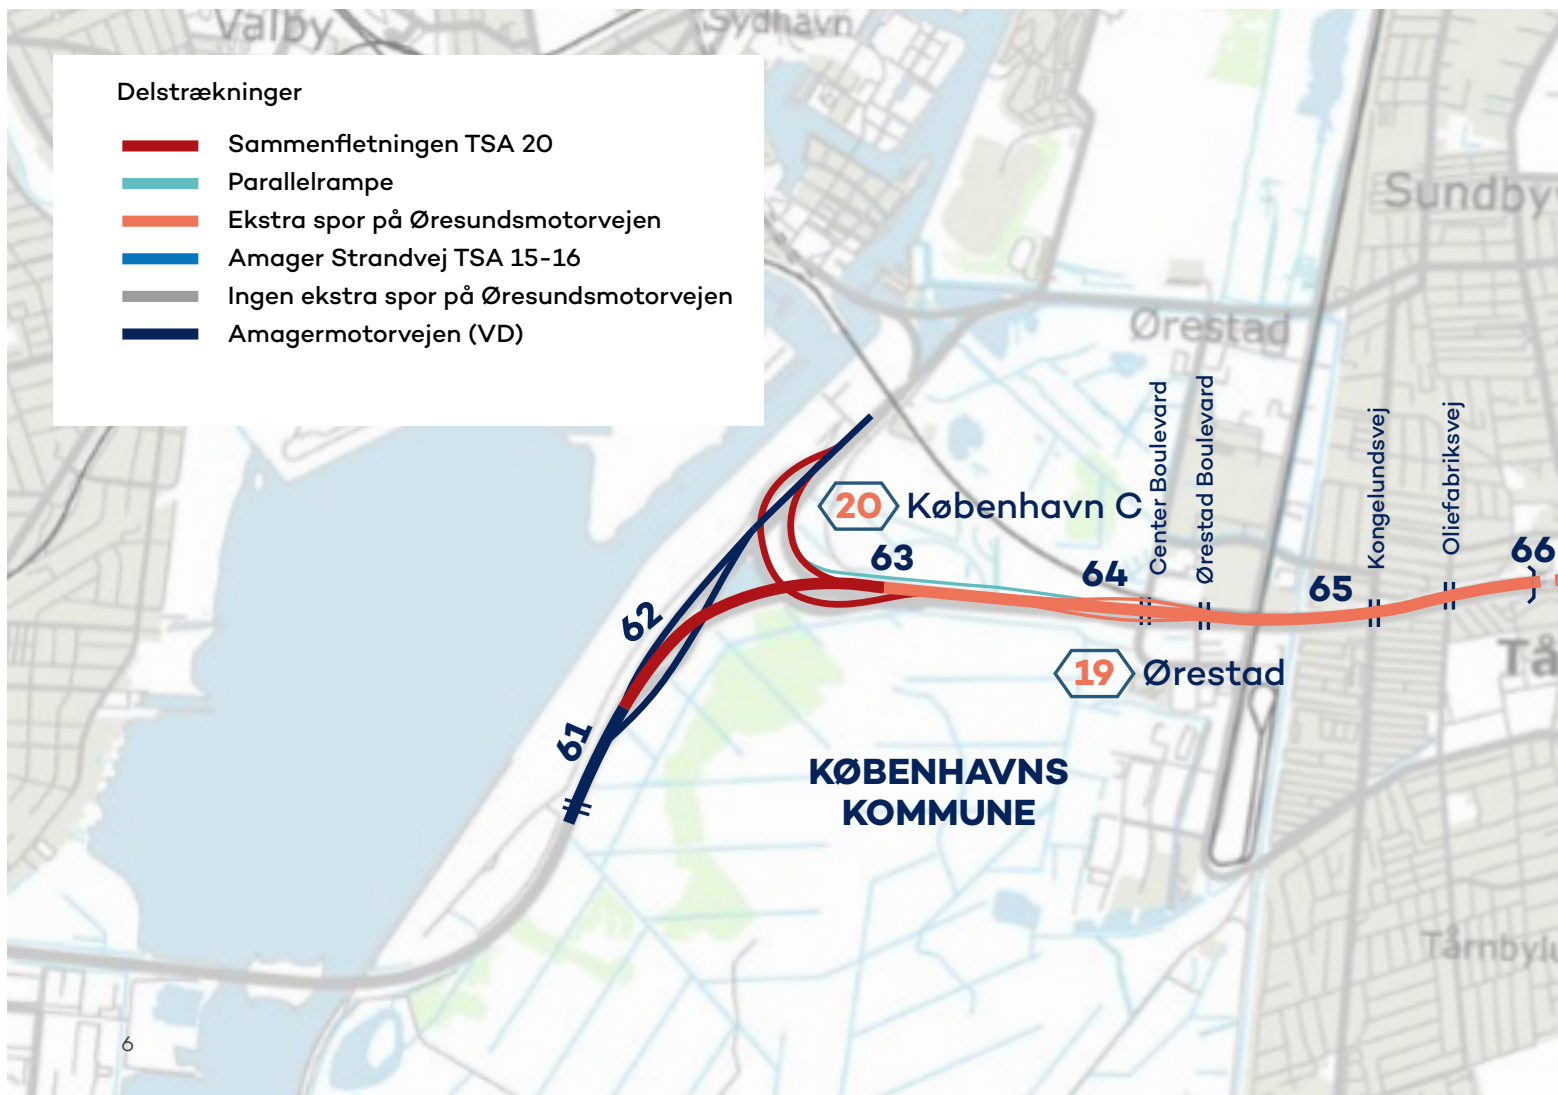 Valby
Sydhavn
Delstrækninger
Sammenfletningen TSA 20
Parallelrampe
Ekstra spor på Øresundsmotorvejen
Amager Strandvej TSA 15-16
Ingen ekstra spor på Øresundsmotorvejen
Amagermotorvejen (VD)
Sundby
Ørestad
Center Boulevard
Ørestad Boulevard
Kongelundsvej
Oliefabriksvej
20 København C
63
64
65
66
62
61
19 Ørestad
Tå
KØBENHAVNS
KOMMUNE
Tårnbylu
6